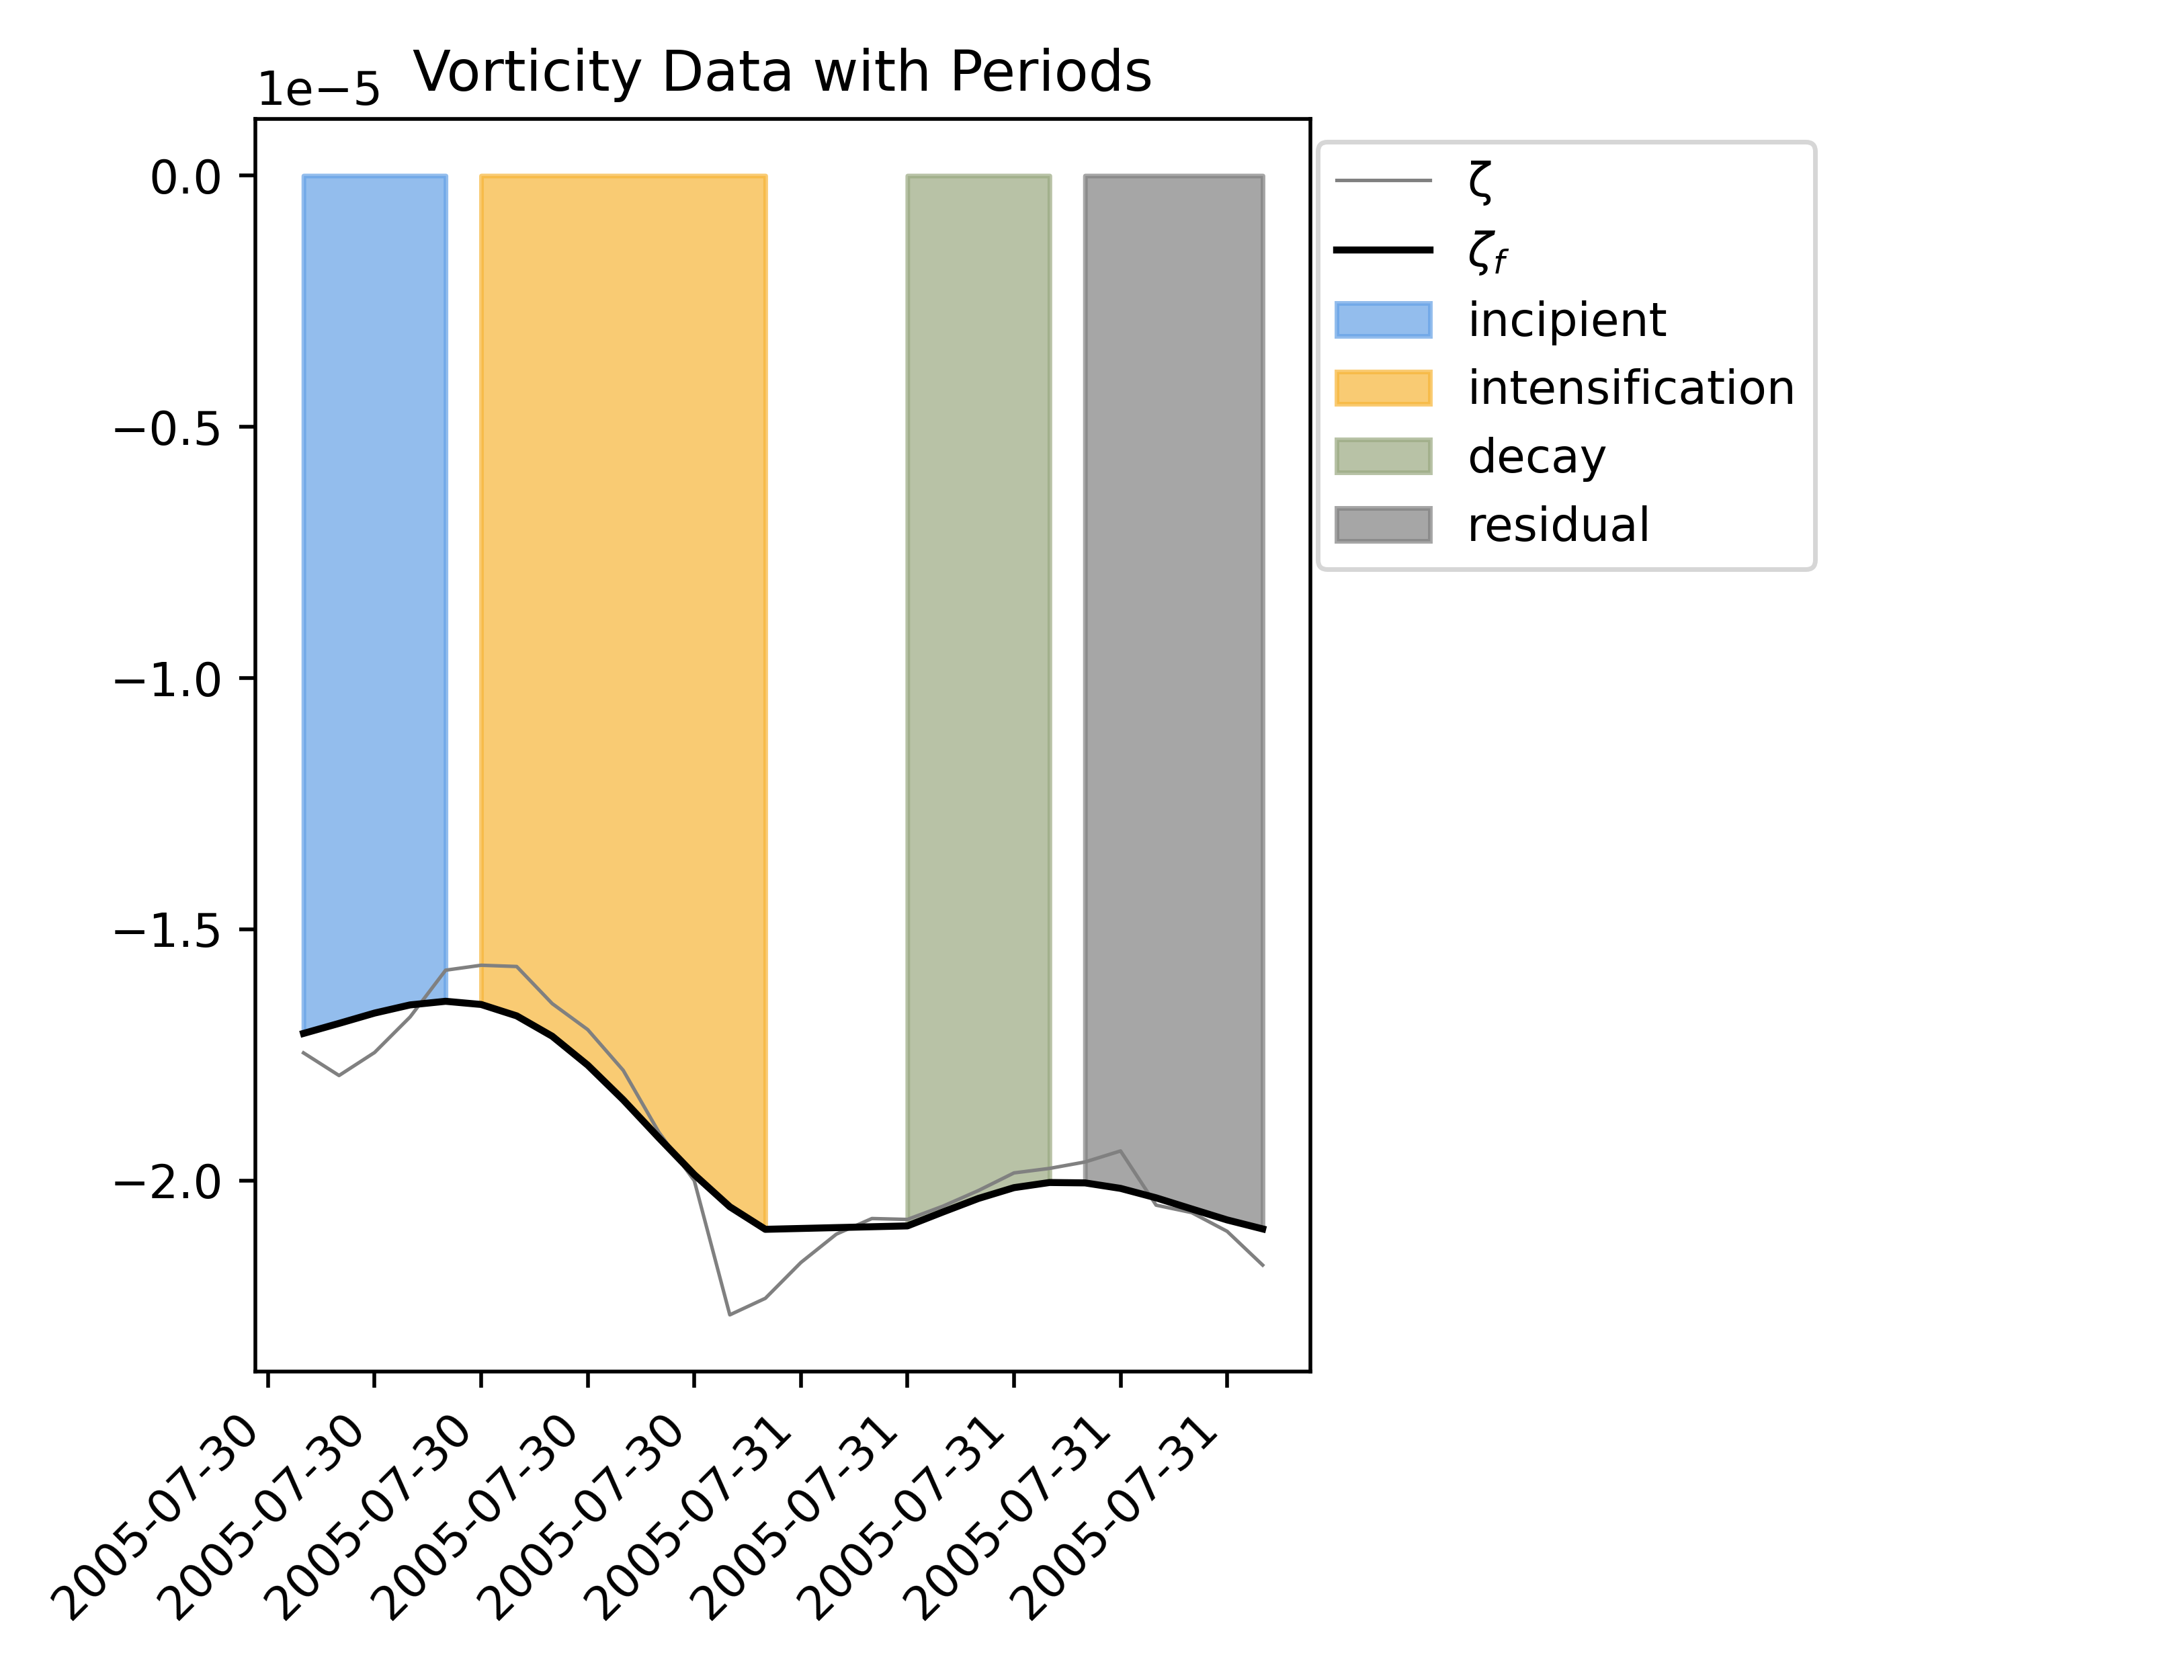 Vorticity Data with Periods
1e−5
0.0
−0.5
−1.0
−1.5
−2.0
2005-07-30
2005-07-30
2005-07-30
2005-07-30
2005-07-30
2005-07-31
2005-07-31
2005-07-31
2005-07-31
2005-07-31
ζ
ζf
incipient
intensification
decay
residual